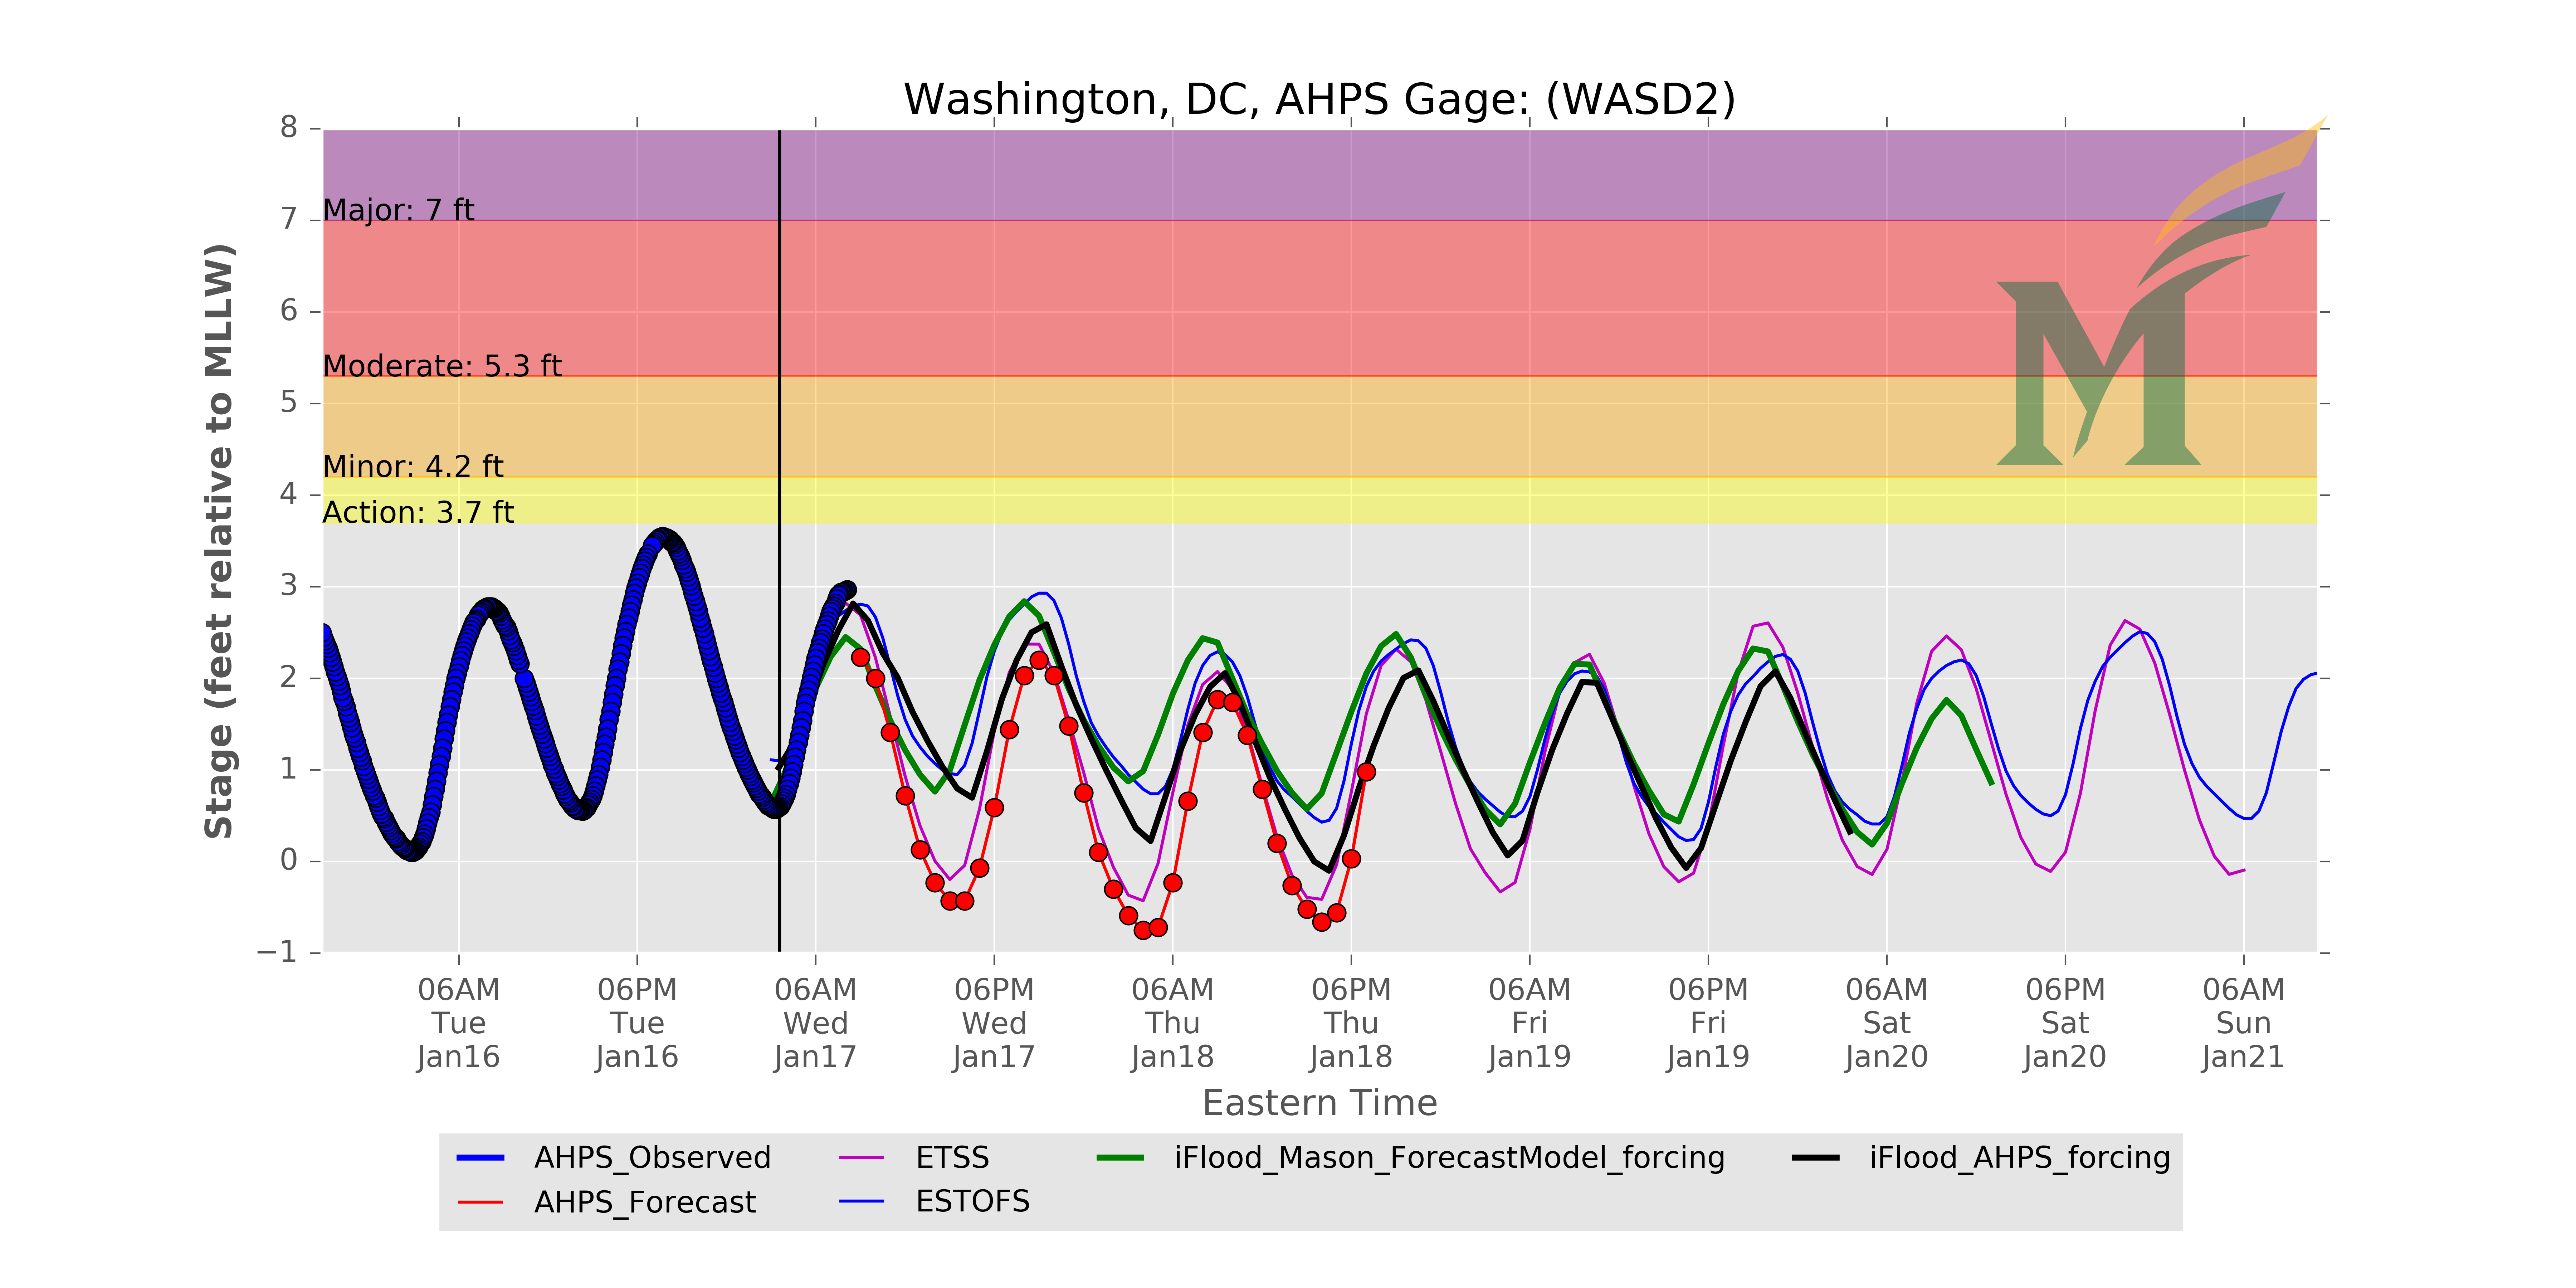 Washington, DC, AHPS Gage: (WASD2)
Stage (feet relative to MLLW)
8
7
6
5
4
3
2
1
0
−1
Major: 7 ft
Moderate: 5.3 ft
Minor: 4.2 ft
Action: 3.7 ft
M
06AM 06PM 06AM 06PM 06AM 06PM 06AM 06PM 06AM 06PM 06AM
Tue Tue Wed Wed Thu Thu Fri Fri Sat Sat Sun
Jan16 Jan16 Jan17 Jan17 Jan18 Jan18 Jan19 Jan19 Jan20 Jan20 Jan21
Eastern Time
AHPS_Observed ETSS iFlood_Mason_ForecastModel_forcing iFlood_AHPS_forcing
AHPS_Forecast ESTOFS